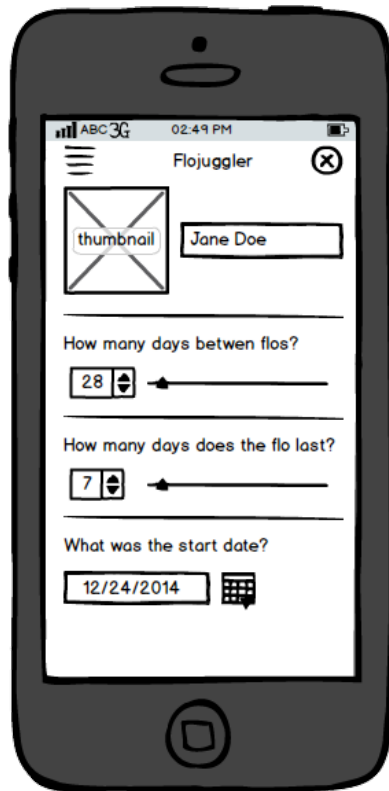 ABC 3G 02:49 PM
Flojuggler
thumbnail
Jane Doe
How many days betwen flos?
28
How many days does the flo last?
7
What was the start date?
12/24/2014